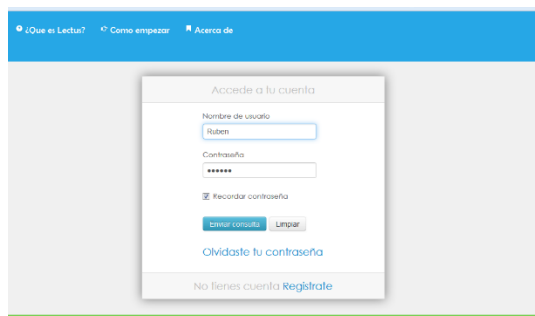 ¿Que es Lectus? Como empezar Acerca de
Accede a tu cuenta
Nombre de usuario
Ruben
Contraseña
••••••
Recordar contraseña
Enviar consulta Limpiar
Olvidaste tu contraseña
No tienes cuenta Registrate